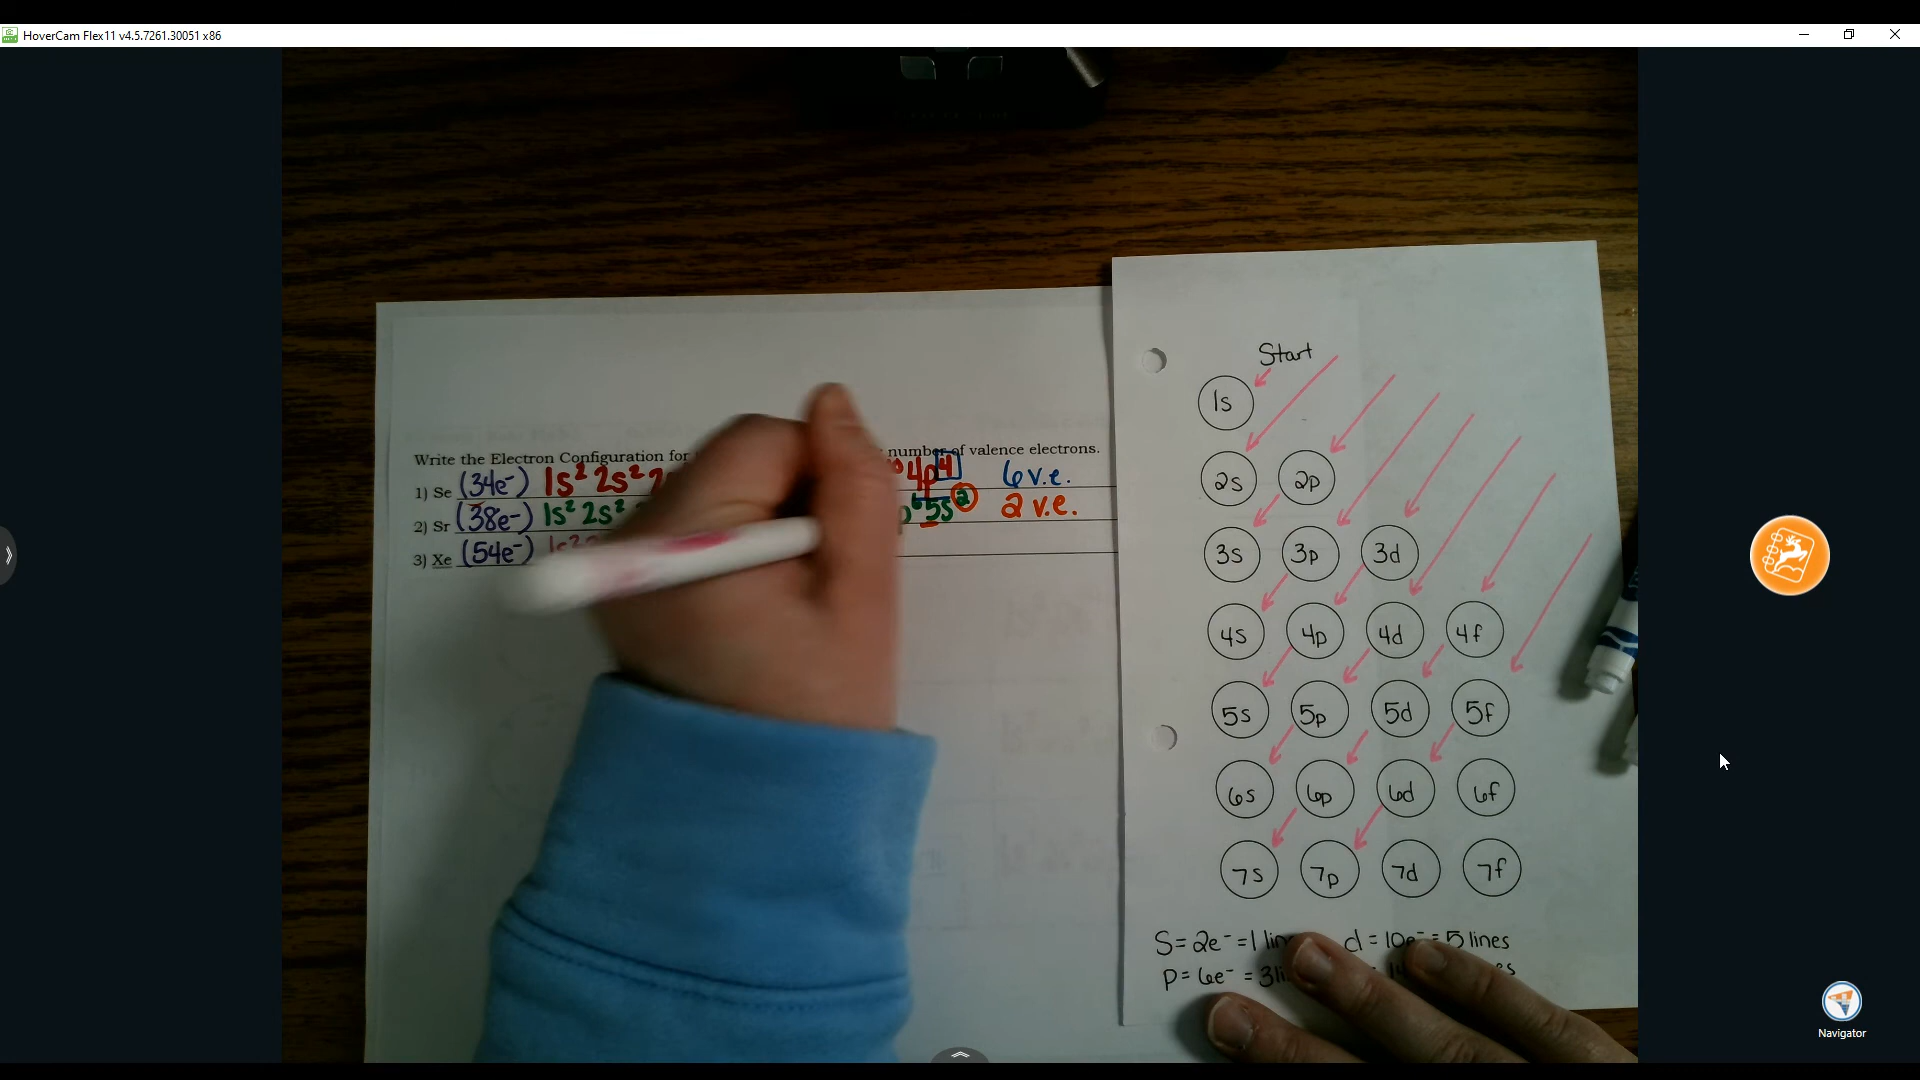 HoverCam Flex11 v4.5.7261.30051 x86
Write the Electron Configuration for number of valence electrons.
1) Se (34e⁻) 1s² 2s² 4p⁴ 6 v.e.
2) Sr (38e⁻) 1s² 2s² 5s² 2 v.e.
3) Xe (54e⁻) 1s²
Start
1s
2s 2p
3s 3p 3d
4s 4p 4d 4f
5s 5p 5d 5f
6s 6p 6d 6f
7s 7p 7d 7f
S = 2e⁻ = 1 d = 10e⁻ = 5 lines
P = 6e⁻ = 3
Navigator